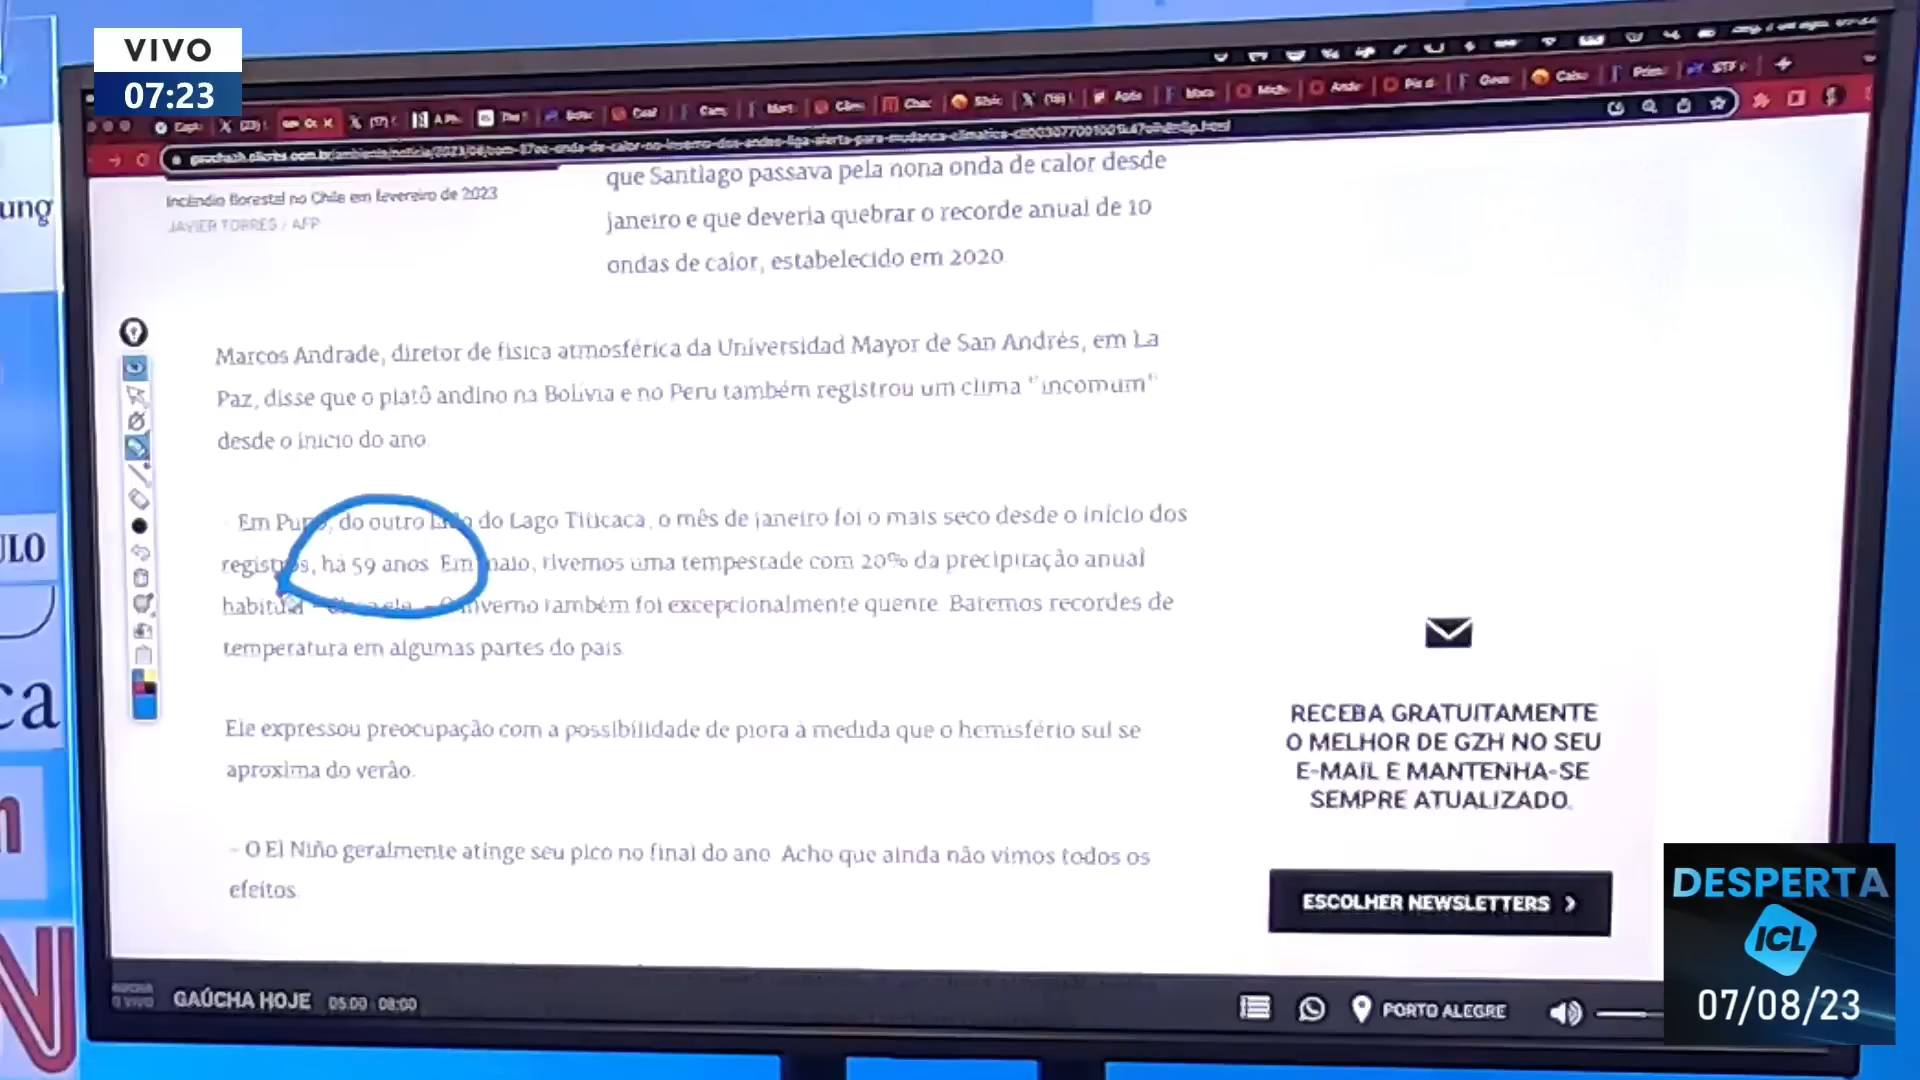 VIVO
07:23
Incêndio florestal no Chile em fevereiro de 2023
JAVIER TORRES / AFP
que Santiago passava pela nona onda de calor desde
janeiro e que deveria quebrar o recorde anual de 10
ondas de calor, estabelecido em 2020
Marcos Andrade, diretor de física atmosférica da Universidad Mayor de San Andrés, em La
Paz, disse que o platô andino na Bolívia e no Peru também registrou um clima "incomum"
desde o início do ano.
- Em Puno, do outro lado do Lago Titicaca, o mês de janeiro foi o mais seco desde o início dos
registros, há 59 anos. Em maio, tivemos uma tempestade com 20% da precipitação anual
habitual - - O inverno também foi excepcionalmente quente. Batemos recordes de
temperatura em algumas partes do país.
Ele expressou preocupação com a possibilidade de piora à medida que o hemisfério sul se
aproxima do verão.
- O El Niño geralmente atinge seu pico no final do ano. Acho que ainda não vimos todos os
efeitos.
RECEBA GRATUITAMENTE
O MELHOR DE GZH NO SEU
E-MAIL E MANTENHA-SE
SEMPRE ATUALIZADO.
ESCOLHER NEWSLETTERS >
GAÚCHA HOJE 05:00 - 08:00
PORTO ALEGRE
ung
ULO
ca
N
DESPERTA
ICL
07/08/23